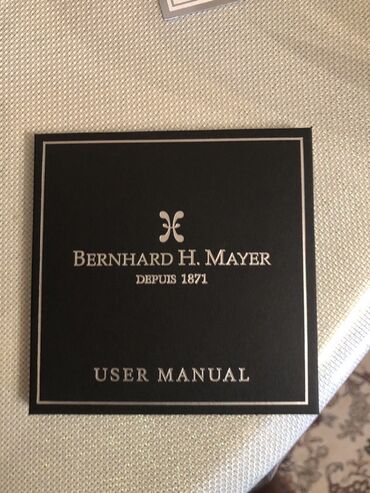 BERNHARD H. MAYER
DEPUIS 1871
USER MANUAL